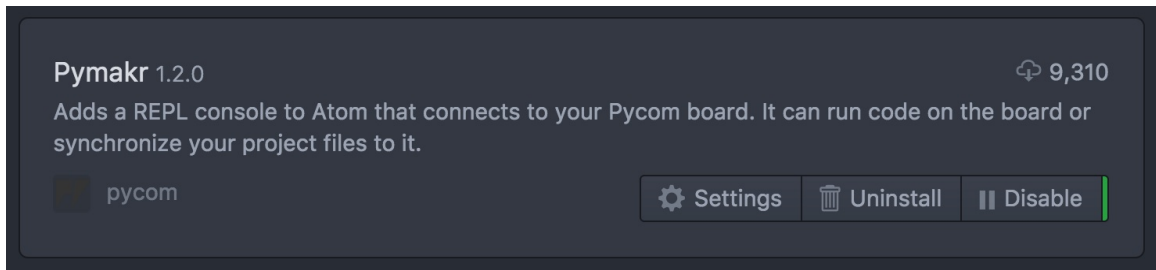 Pymakr 1.2.0 9,310
Adds a REPL console to Atom that connects to your Pycom board. It can run code on the board or
synchronize your project files to it.
pycom Settings Uninstall Disable